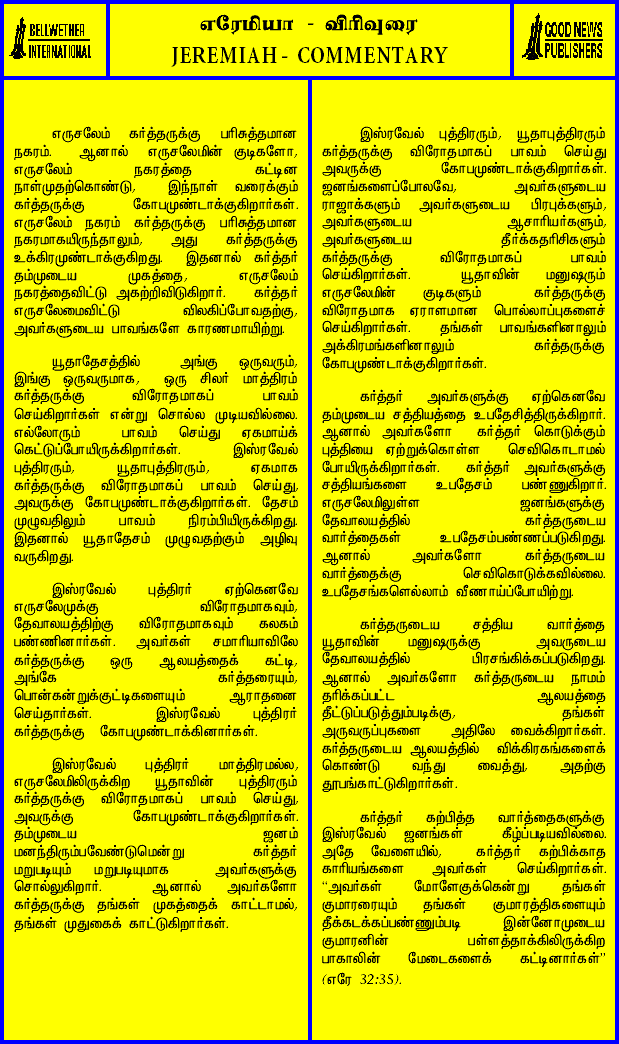 எரேமியா - விரிவுரை
BELLWETHER
INTERNATIONAL
JEREMIAH - COMMENTARY
GOOD NEWS
PUBLISHERS
எருசலேம் கர்த்தருக்கு பரிசுத்தமான
நகரம். ஆனால் எருசலேமின் குடிகளோ,
எருசலேம் நகரத்தை கட்டின
நாள்முதற்கொண்டு, இந்நாள் வரைக்கும்
கர்த்தருக்கு கோபமுண்டாக்குகிறார்கள்.
எருசலேம் நகரம் கர்த்தருக்கு பரிசுத்தமான
நகரமாகயிருந்தாலும், அது கர்த்தருக்கு
உக்கிரமுண்டாக்குகிறது. இதனால் கர்த்தர்
தம்முடைய முகத்தை, எருசலேம்
நகரத்தைவிட்டு அகற்றிவிடுகிறார். கர்த்தர்
எருசலேமைவிட்டு விலகிப்போவதற்கு,
அவர்களுடைய பாவங்களே காரணமாயிற்று.
யூதாதேசத்தில் அங்கு ஒருவரும்,
இங்கு ஒருவருமாக, ஒரு சிலர் மாத்திரம்
கர்த்தருக்கு விரோதமாகப் பாவம்
செய்கிறார்கள் என்று சொல்ல முடியவில்லை.
எல்லோரும் பாவம் செய்து ஏகமாய்க்
கெட்டுப்போயிருக்கிறார்கள். இஸ்ரவேல்
புத்திரரும், யூதாபுத்திரரும், ஏகமாக
கர்த்தருக்கு விரோதமாகப் பாவம் செய்து,
அவருக்கு கோபமுண்டாக்குகிறார்கள். தேசம்
முழுவதிலும் பாவம் நிரம்பியிருக்கிறது.
இதனால் யூதாதேசம் முழுவதற்கும் அழிவு
வருகிறது.
இஸ்ரவேல் புத்திரர் ஏற்கெனவே
எருசலேமுக்கு விரோதமாகவும்,
தேவாலயத்திற்கு விரோதமாகவும் கலகம்
பண்ணினார்கள். அவர்கள் சமாரியாவிலே
கர்த்தருக்கு ஒரு ஆலயத்தைக் கட்டி,
அங்கே கர்த்தரையும்,
பொன்கன்றுக்குட்டிகளையும் ஆராதனை
செய்தார்கள். இஸ்ரவேல் புத்திரர்
கர்த்தருக்கு கோபமுண்டாக்கினார்கள்.
இஸ்ரவேல் புத்திரர் மாத்திரமல்ல,
எருசலேமிலிருக்கிற யூதாவின் புத்திரரும்
கர்த்தருக்கு விரோதமாகப் பாவம் செய்து,
அவருக்கு கோபமுண்டாக்குகிறார்கள்.
தம்முடைய ஜனம்
மனந்திரும்பவேண்டுமென்று கர்த்தர்
மறுபடியும் மறுபடியுமாக அவர்களுக்கு
சொல்லுகிறார். ஆனால் அவர்களோ
கர்த்தருக்கு தங்கள் முகத்தைக் காட்டாமல்,
தங்கள் முதுகைக் காட்டுகிறார்கள்.
இஸ்ரவேல் புத்திரரும், யூதாபுத்திரரும்
கர்த்தருக்கு விரோதமாகப் பாவம் செய்து
அவருக்கு கோபமுண்டாக்குகிறார்கள்.
ஜனங்களைப்போலவே, அவர்களுடைய
ராஜாக்களும் அவர்களுடைய பிரபுக்களும்,
அவர்களுடைய ஆசாரியர்களும்,
அவர்களுடைய தீர்க்கதரிசிகளும்
கர்த்தருக்கு விரோதமாகப் பாவம்
செய்கிறார்கள். யூதாவின் மனுஷரும்
எருசலேமின் குடிகளும் கர்த்தருக்கு
விரோதமாக ஏராளமான பொல்லாப்புகளைச்
செய்கிறார்கள். தங்கள் பாவங்களினாலும்
அக்கிரமங்களினாலும் கர்த்தருக்கு
கோபமுண்டாக்குகிறார்கள்.
கர்த்தர் அவர்களுக்கு ஏற்கெனவே
தம்முடைய சத்தியத்தை உபதேசித்திருக்கிறார்.
ஆனால் அவர்களோ கர்த்தர் கொடுக்கும்
புத்தியை ஏற்றுக்கொள்ள செவிகொடாமல்
போயிருக்கிறார்கள். கர்த்தர் அவர்களுக்கு
சத்தியங்களை உபதேசம் பண்ணுகிறார்.
எருசலேமிலுள்ள ஜனங்களுக்கு
தேவாலயத்தில் கர்த்தருடைய
வார்த்தைகள் உபதேசம்பண்ணப்படுகிறது.
ஆனால் அவர்களோ கர்த்தருடைய
வார்த்தைக்கு செவிகொடுக்கவில்லை.
உபதேசங்களெல்லாம் வீணாய்ப்போயிற்று.
கர்த்தருடைய சத்திய வார்த்தை
யூதாவின் மனுஷருக்கு அவருடைய
தேவாலயத்தில் பிரசங்கிக்கப்படுகிறது.
ஆனால் அவர்களோ கர்த்தருடைய நாமம்
தரிக்கப்பட்ட ஆலயத்தை
தீட்டுப்படுத்தும்படிக்கு, தங்கள்
அருவருப்புகளை அதிலே வைக்கிறார்கள்.
கர்த்தருடைய ஆலயத்தில் விக்கிரகங்களைக்
கொண்டு வந்து வைத்து, அதற்கு
தூபங்காட்டுகிறார்கள்.
கர்த்தர் கற்பித்த வார்த்தைகளுக்கு
இஸ்ரவேல் ஜனங்கள் கீழ்ப்படியவில்லை.
அதே வேளையில், கர்த்தர் கற்பிக்காத
காரியங்களை அவர்கள் செய்கிறார்கள்.
“அவர்கள் மோளேகுக்கென்று தங்கள்
குமாரரையும் தங்கள் குமாரத்திகளையும்
தீக்கடக்கப்பண்ணும்படி இன்னோமுடைய
குமாரனின் பள்ளத்தாக்கிலிருக்கிற
பாகாலின் மேடைகளைக் கட்டினார்கள்”
(எரே 32:35).